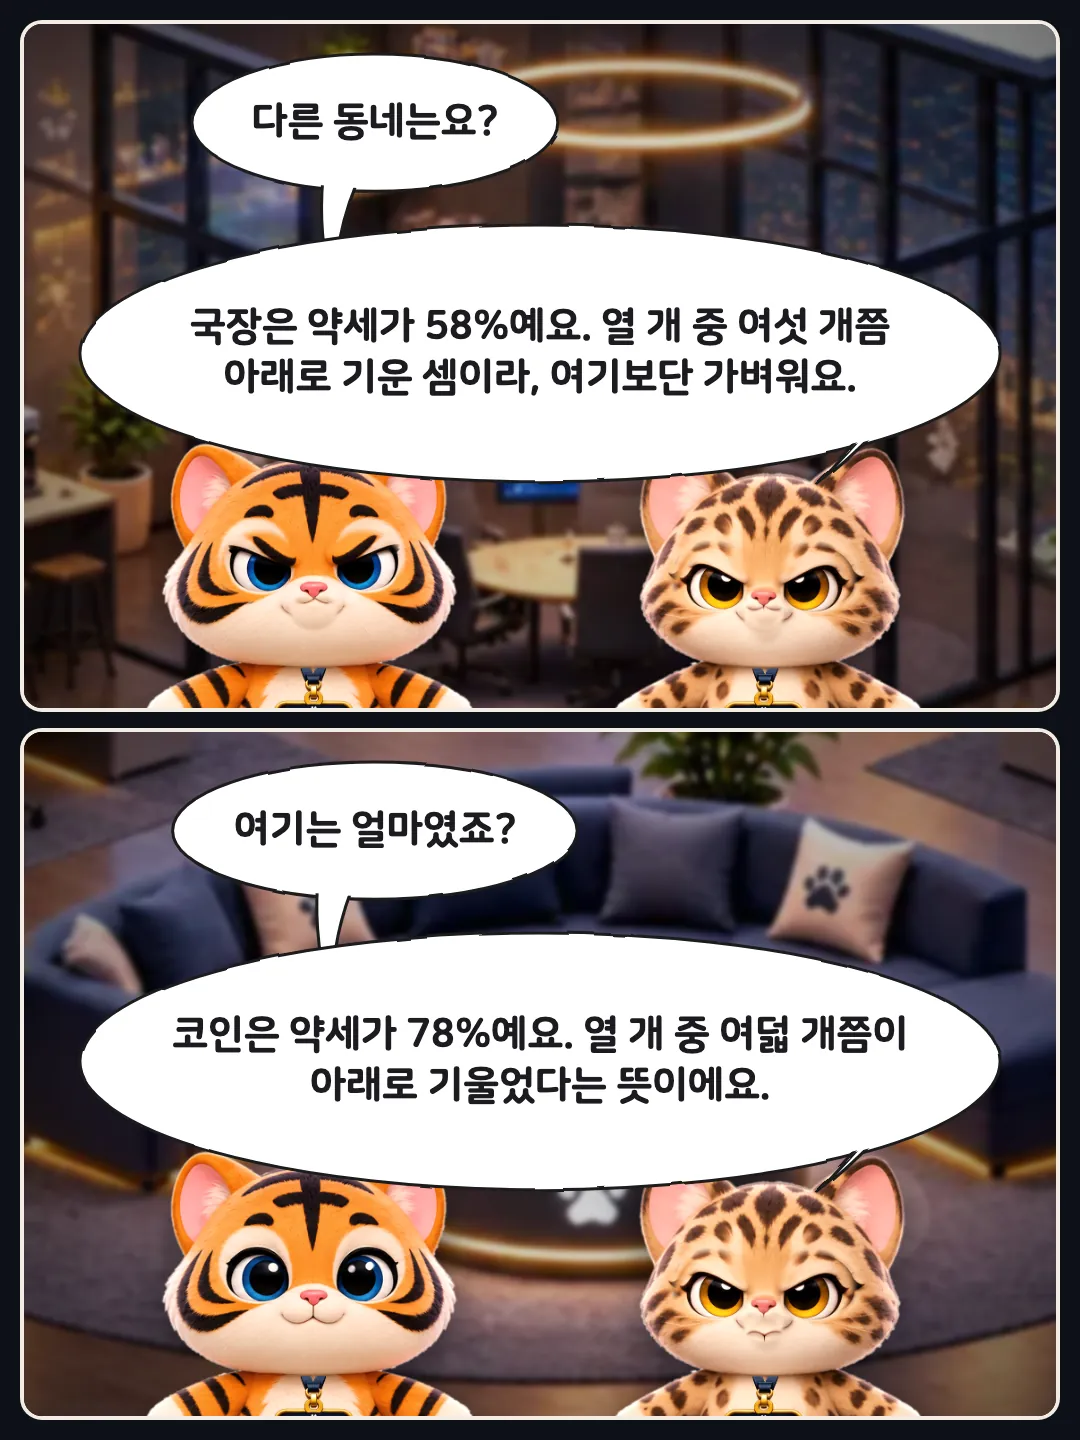 다른 동네는요?
국장은 약세가 58%예요. 열 개 중 여섯 개쯤
아래로 기운 셈이라, 여기보단 가벼워요.
여기는 얼마였죠?
코인은 약세가 78%예요. 열 개 중 여덟 개쯤이
아래로 기울었다는 뜻이에요.